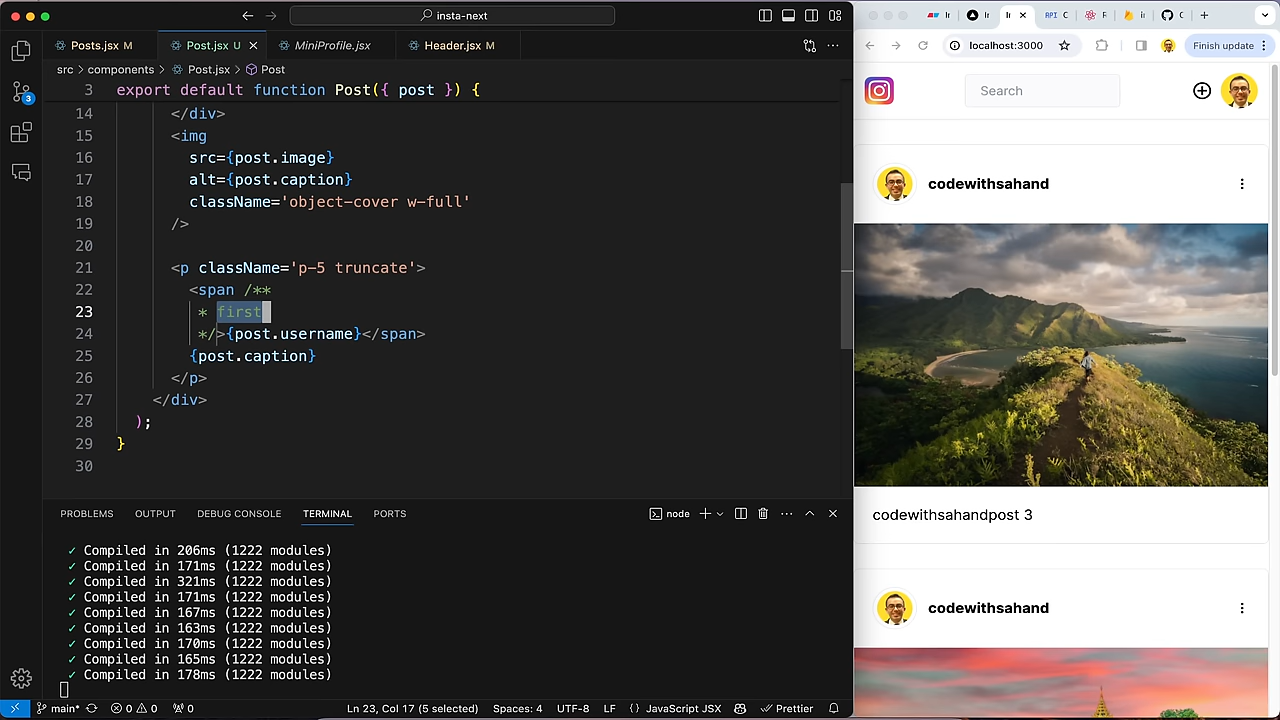 insta-next
Posts.jsx M
Post.jsx U
MiniProfile.jsx
Header.jsx M
src > components > Post.jsx > Post
3 export default function Post({ post }) {
14 </div>
15 <img
16 src={post.image}
17 alt={post.caption}
18 className='object-cover w-full'
19 />
20
21 <p className='p-5 truncate'>
22 <span /**
23 * first
24 */>{post.username}</span>
25 {post.caption}
26 </p>
27 </div>
28 );
29 }
30
3
PROBLEMS OUTPUT DEBUG CONSOLE TERMINAL PORTS
node
✓ Compiled in 206ms (1222 modules)
✓ Compiled in 171ms (1222 modules)
✓ Compiled in 321ms (1222 modules)
✓ Compiled in 171ms (1222 modules)
✓ Compiled in 167ms (1222 modules)
✓ Compiled in 163ms (1222 modules)
✓ Compiled in 170ms (1222 modules)
✓ Compiled in 165ms (1222 modules)
✓ Compiled in 178ms (1222 modules)
main* 0 0 0 Ln 23, Col 17 (5 selected) Spaces: 4 UTF-8 LF {} JavaScript JSX Prettier
API C
localhost:3000
Finish update
Search
codewithsahand
codewithsahandpost 3
codewithsahand